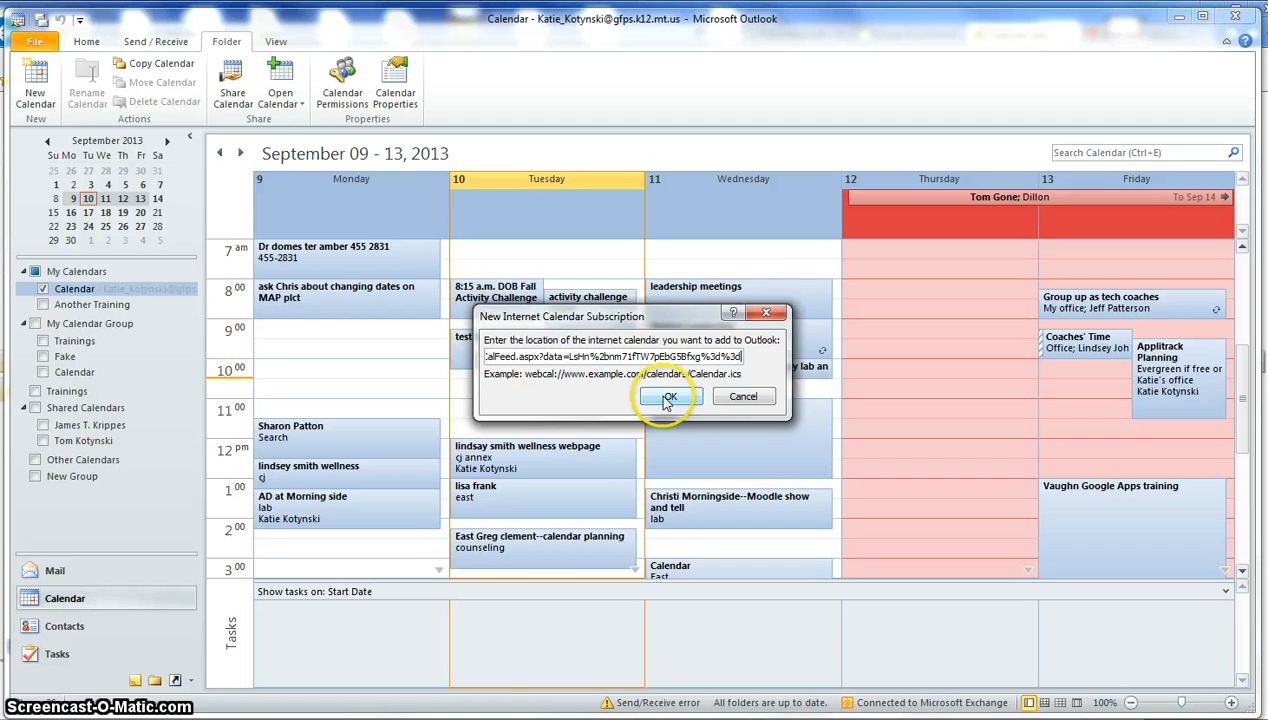 Calendar - Katie_Kotynski@gfps.k12.mt.us - Microsoft Outlook
File Home Send / Receive Folder View
New Calendar
Rename Calendar
Copy Calendar
Move Calendar
Delete Calendar
Share Calendar
Open Calendar
Calendar Permissions
Calendar Properties
New Actions Share Properties
September 2013
Su Mo Tu We Th Fr Sa
25 26 27 28 29 30 31
1 2 3 4 5 6 7
8 9 10 11 12 13 14
15 16 17 18 19 20 21
22 23 24 25 26 27 28
29 30 1 2 3 4 5
My Calendars
Calendar Katie_Kotynski@gfps.
Another Training
My Calendar Group
Trainings
Fake
Calendar
Trainings
Shared Calendars
James T. Krippes
Tom Kotynski
Other Calendars
New Group
Mail
Calendar
Contacts
Tasks
September 09 - 13, 2013
Search Calendar (Ctrl+E)
9 Monday 10 Tuesday 11 Wednesday 12 Thursday 13 Friday
Tom Gone; Dillon To Sep 14
7 am
8 00
9 00
10 00
11 00
12 pm
1 00
2 00
3 00
Dr domes ter amber 455 2831
455-2831
ask Chris about changing dates on
MAP plct
Sharon Patton
Search
lindsey smith wellness
cj
AD at Morning side
lab
Katie Kotynski
8:15 a.m. DOB Fall
Activity Challenge
activity challenge
lindsay smith wellness webpage
cj annex
Katie Kotynski
lisa frank
east
East Greg clement--calendar planning
counseling
leadership meetings
lab an
Christi Morningside--Moodle show
and tell
lab
Calendar
East
Group up as tech coaches
My office; Jeff Patterson
Coaches' Time
Office; Lindsey Joh
Applitrack
Planning
Evergreen if free or
Katie's office
Katie Kotynski
Vaughn Google Apps training
New Internet Calendar Subscription
Enter the location of the internet calendar you want to add to Outlook:
CalFeed.aspx?data=LsHn%2bnm71fTW7pEbG5Bfxg%3d%3d
Example: webcal://www.example.com/calendars/Calendar.ics
OK Cancel
Show tasks on: Start Date
Tasks
Send/Receive error All folders are up to date. Connected to Microsoft Exchange 100%
Screencast-O-Matic.com